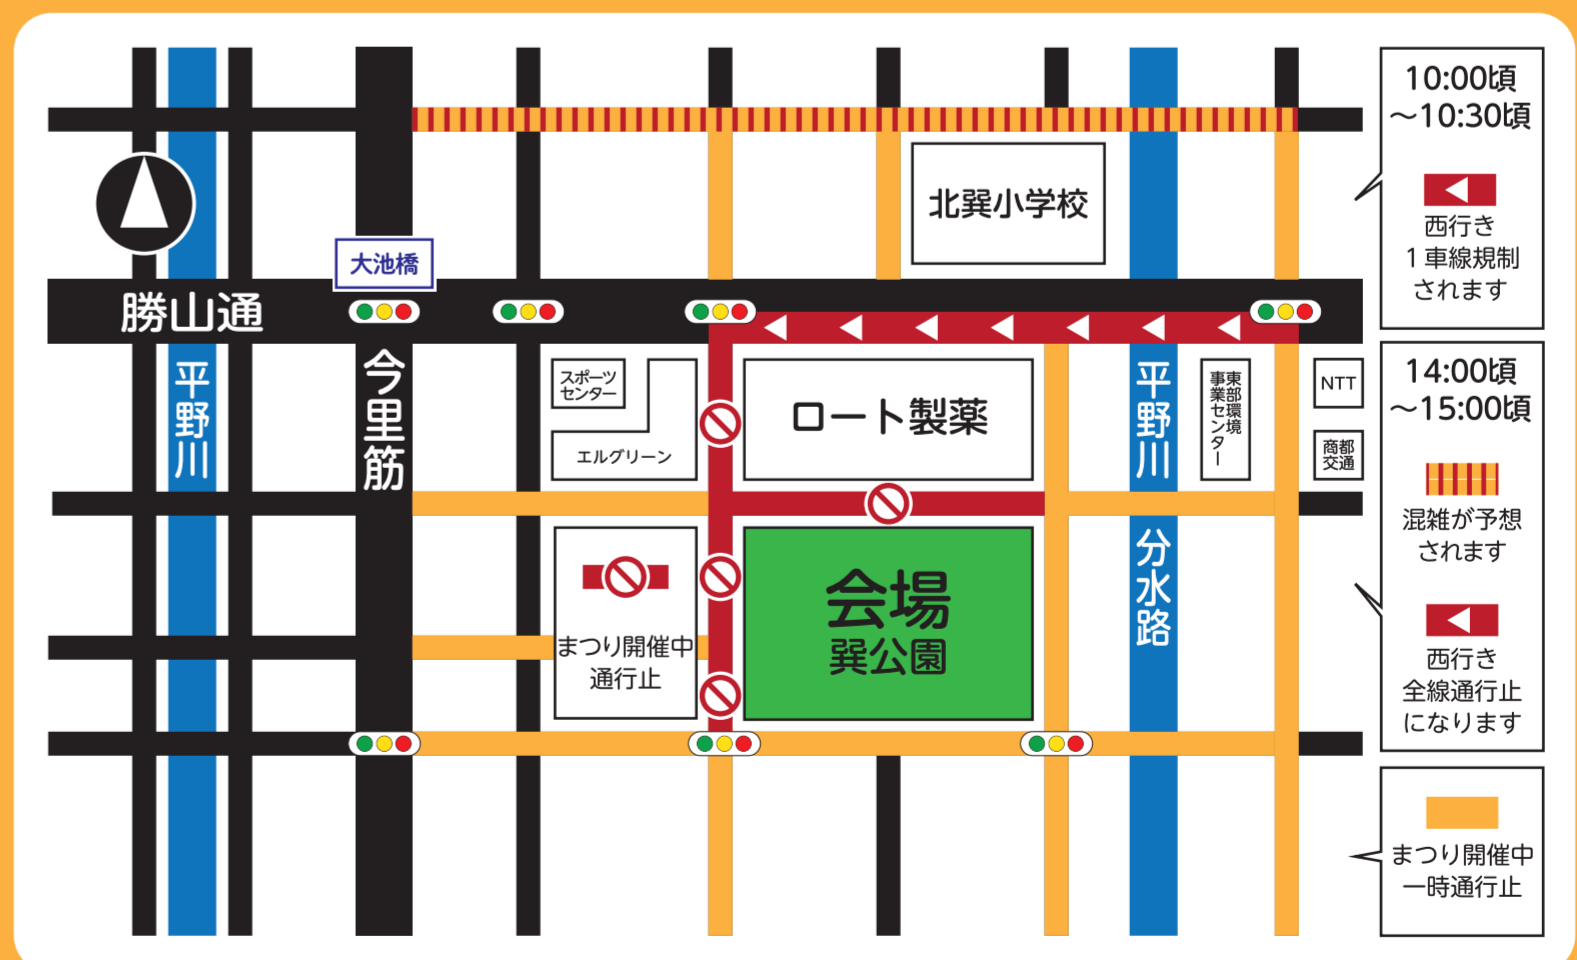 北巽小学校
大池橋
勝山通
平野川
今里筋
スポーツ
センター
エルグリーン
ロート製薬
平野川
分水路
東部環境
事業センター
NTT
商都
交通
まつり開催中
通行止
会場
巽公園
10:00頃
～10:30頃
西行き
1車線規制
されます
14:00頃
～15:00頃
混雑が予想
されます
西行き
全線通行止
になります
まつり開催中
一時通行止